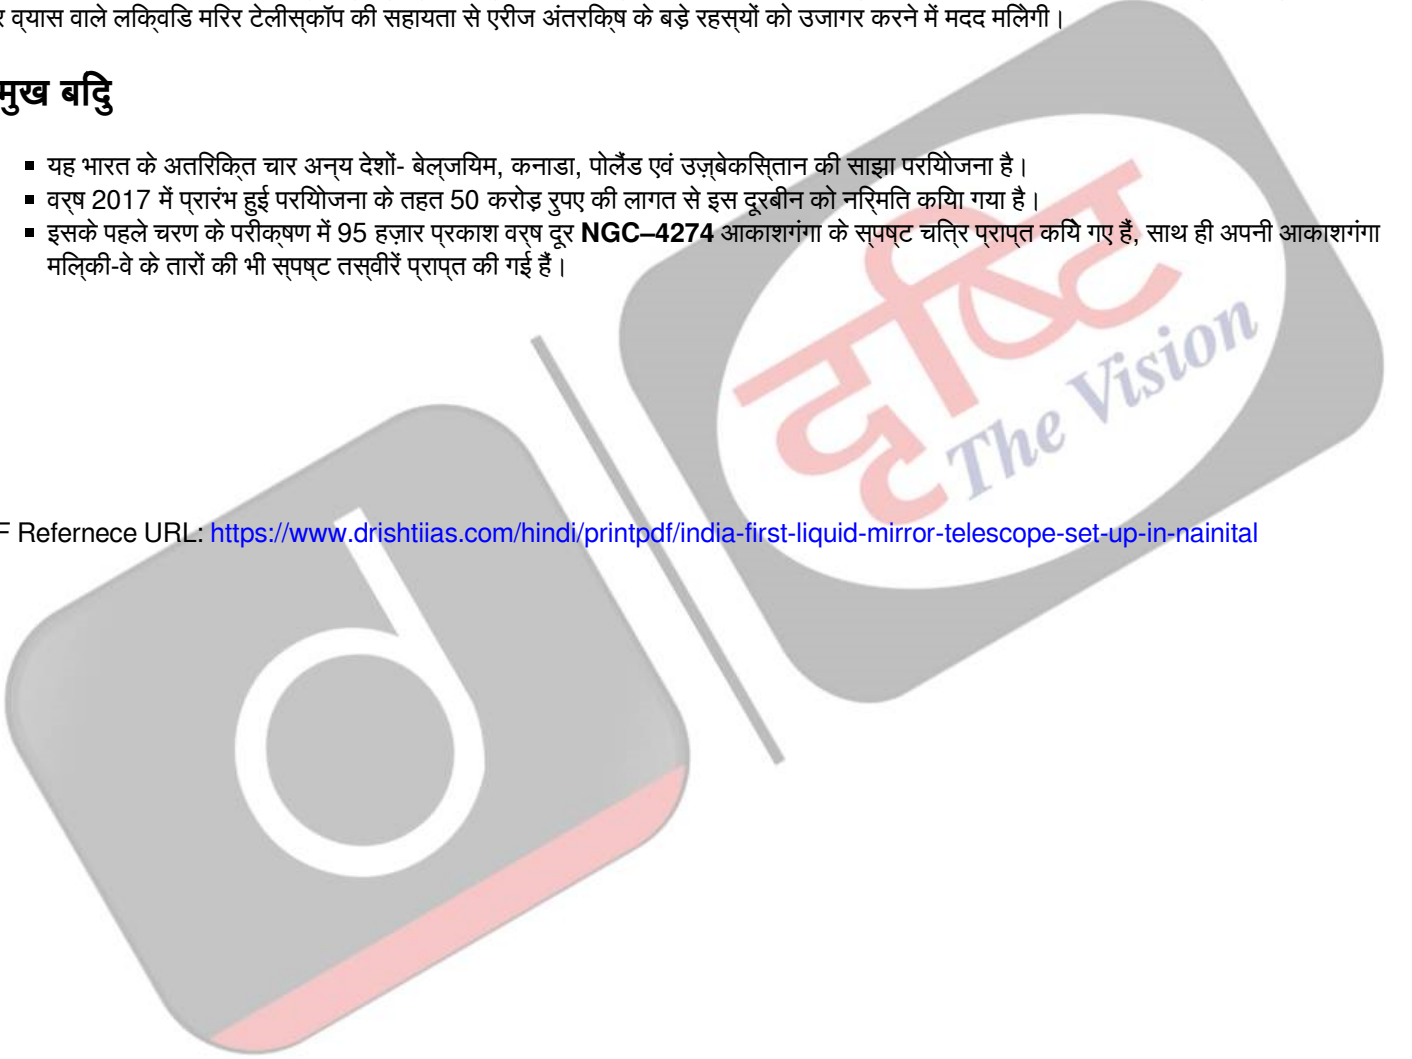 र व्यास वाले लिक्विड मिरर टेलीस्कॉप की सहायता से एरीज अंतरिक्ष के बड़े रहस्यों को उजागर करने में मदद मिलेगी।
मुख बिंदु
▪ यह भारत के अतिरिक्त चार अन्य देशों- बेल्जियम, कनाडा, पोलैंड एवं उज़्बेकिस्तान की साझा परियोजना है।
▪ वर्ष 2017 में प्रारंभ हुई परियोजना के तहत 50 करोड़ रुपए की लागत से इस दूरबीन को निर्मित किया गया है।
▪ इसके पहले चरण के परीक्षण में 95 हज़ार प्रकाश वर्ष दूर NGC–4274 आकाशगंगा के स्पष्ट चित्र प्राप्त किये गए हैं, साथ ही अपनी आकाशगंगा
मिल्की-वे के तारों की भी स्पष्ट तस्वीरें प्राप्त की गई हैं।
दृष्टि
The Vision
F Refernece URL: https://www.drishtiias.com/hindi/printpdf/india-first-liquid-mirror-telescope-set-up-in-nainital
d